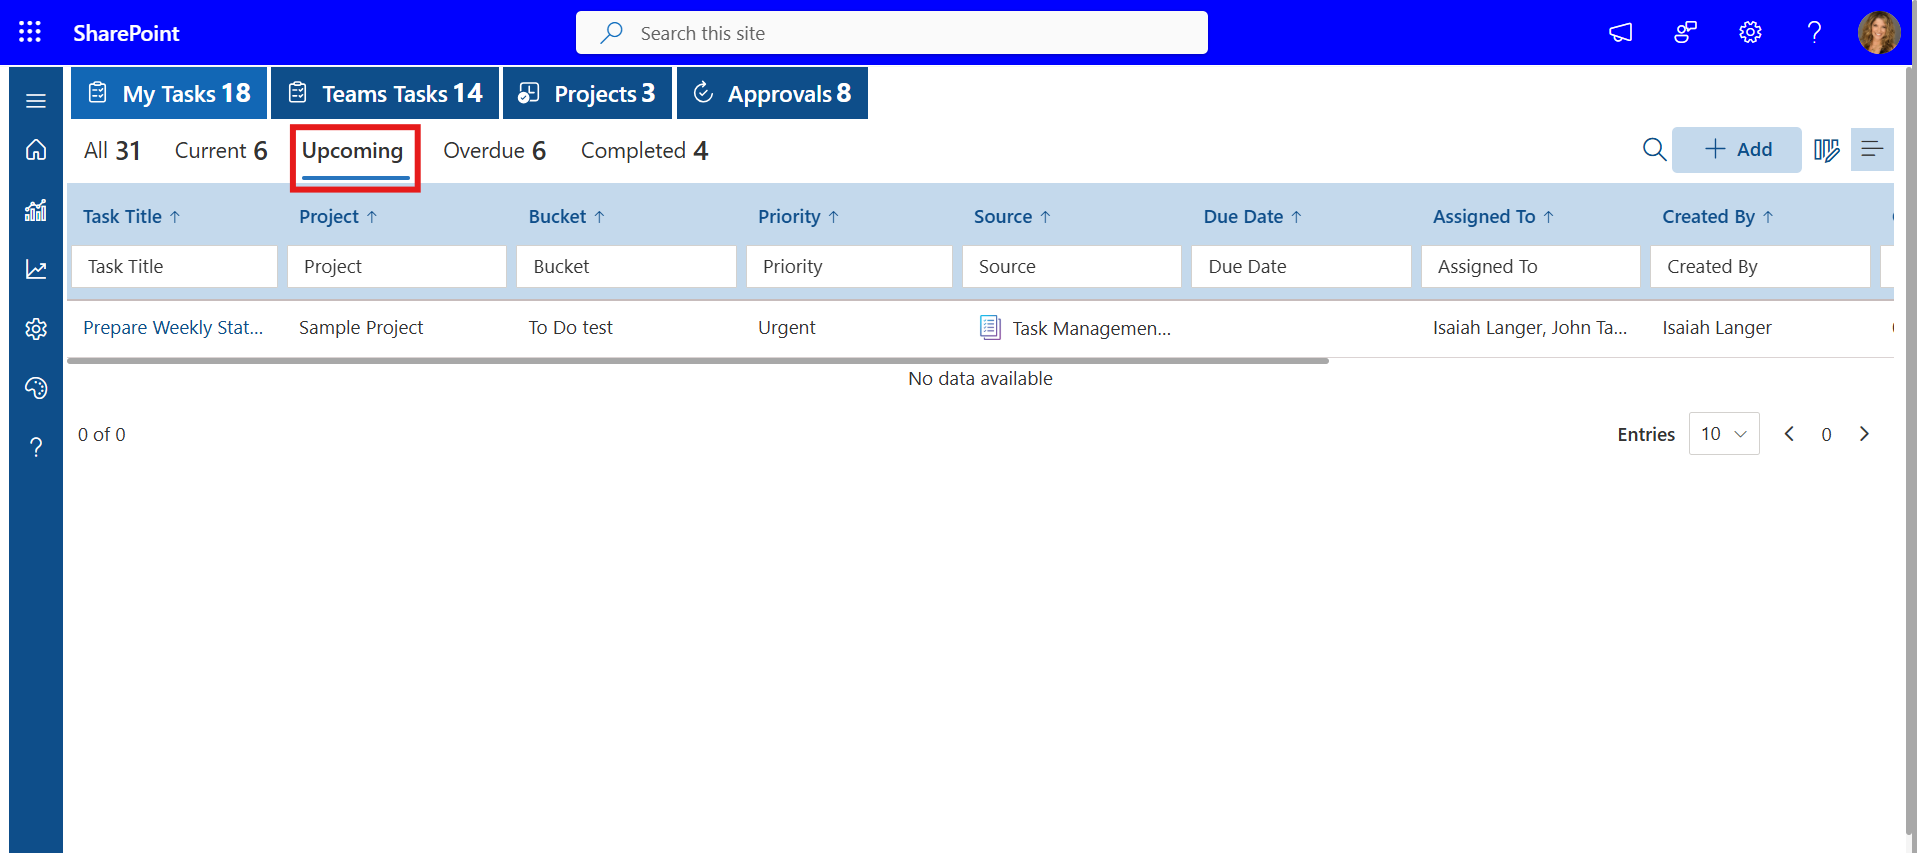 SharePoint
Search this site
My Tasks 18
Teams Tasks 14
Projects 3
Approvals 8
All 31
Current 6
Upcoming
Overdue 6
Completed 4
Add
Task Title ↑
Project ↑
Bucket ↑
Priority ↑
Source ↑
Due Date ↑
Assigned To ↑
Created By ↑
Task Title
Project
Bucket
Priority
Source
Due Date
Assigned To
Created By
Prepare Weekly Stat...
Sample Project
To Do test
Urgent
Task Managemen...
Isaiah Langer, John Ta...
Isaiah Langer
No data available
0 of 0
Entries
10
0